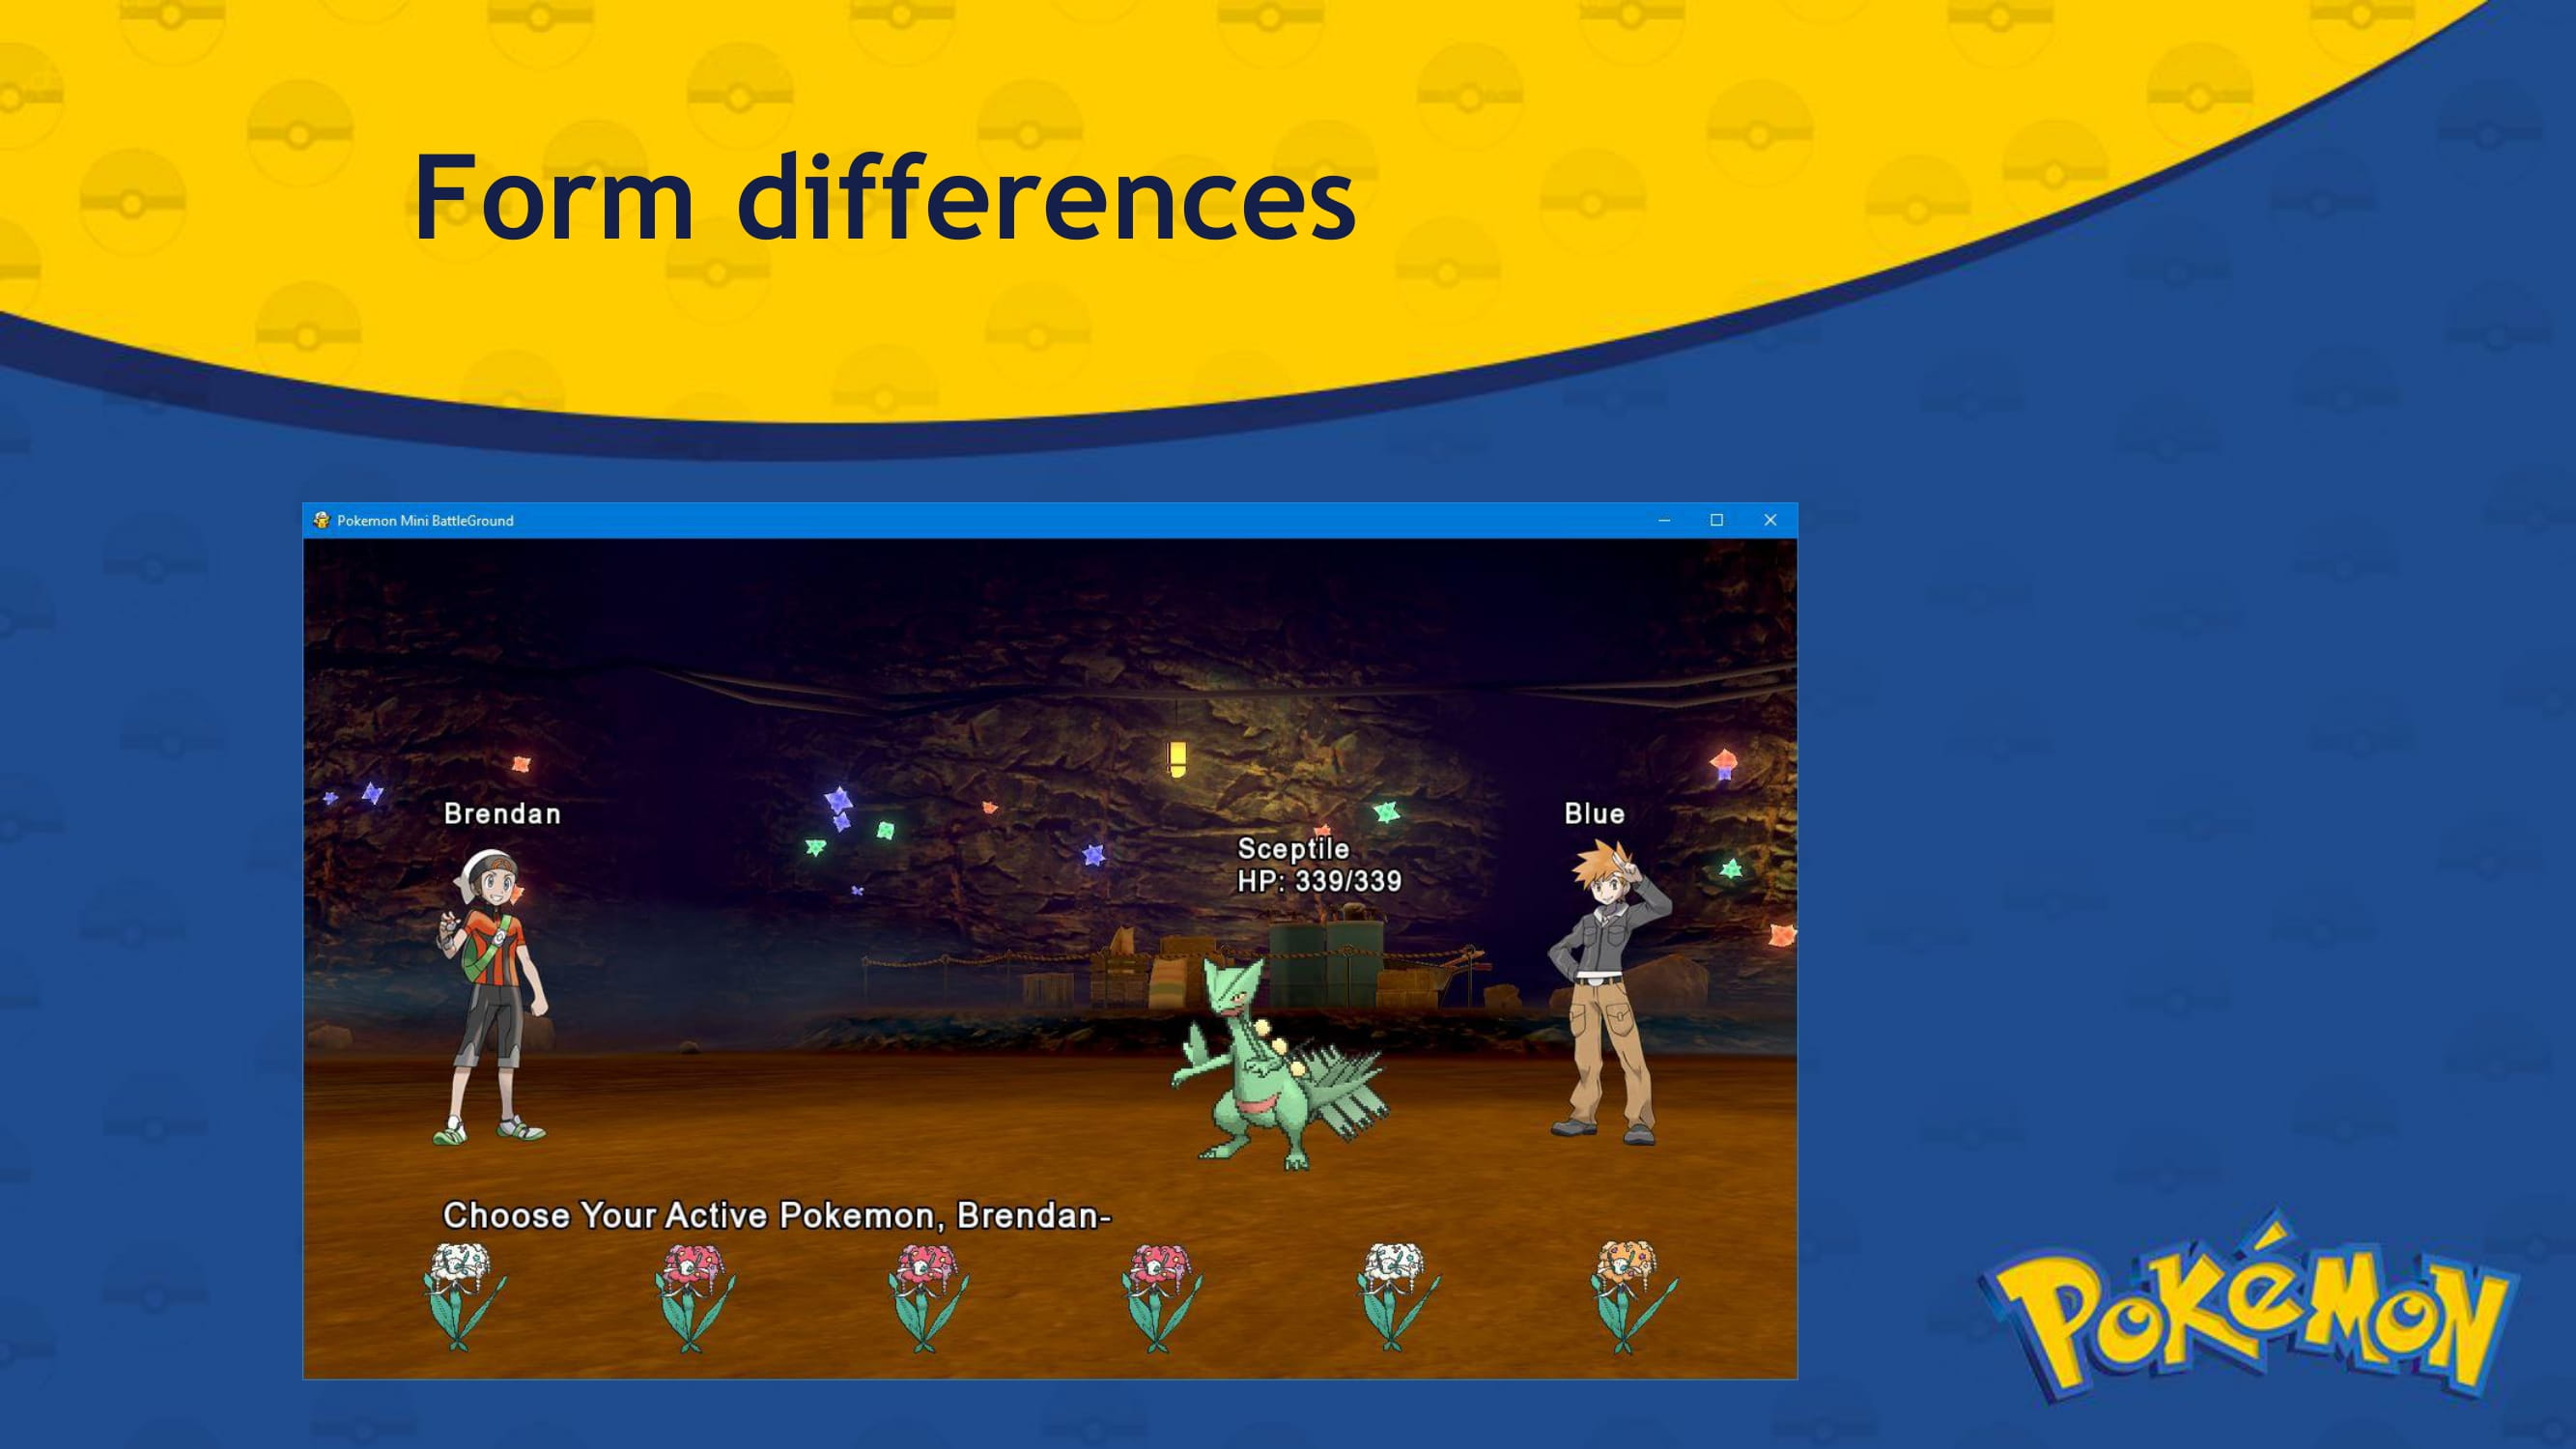 Form differences
Pokemon Mini BattleGround
Brendan
Blue
Sceptile
HP: 339/339
Choose Your Active Pokemon, Brendan-
POKéMON